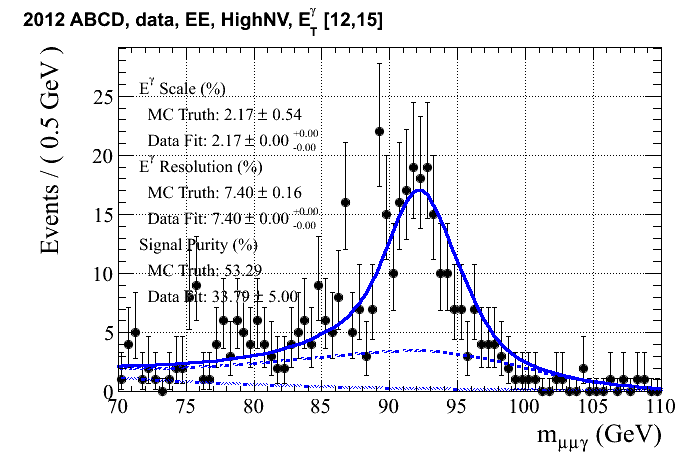 2012 ABCD, data, EE, HighNV, E_T^γ [12,15]
Events / ( 0.5 GeV )
25
20
15
10
5
0
E^γ Scale (%)
MC Truth: 2.17 ± 0.54
Data Fit: 2.17 ± 0.00 +0.00 -0.00
E^γ Resolution (%)
MC Truth: 7.40 ± 0.16
Data Fit: 7.40 ± 0.00 +0.00 -0.00
Signal Purity (%)
MC Truth: 53.29
Data Fit: 33.79 ± 5.00
70 75 80 85 90 95 100 105 110
m_μμγ (GeV)